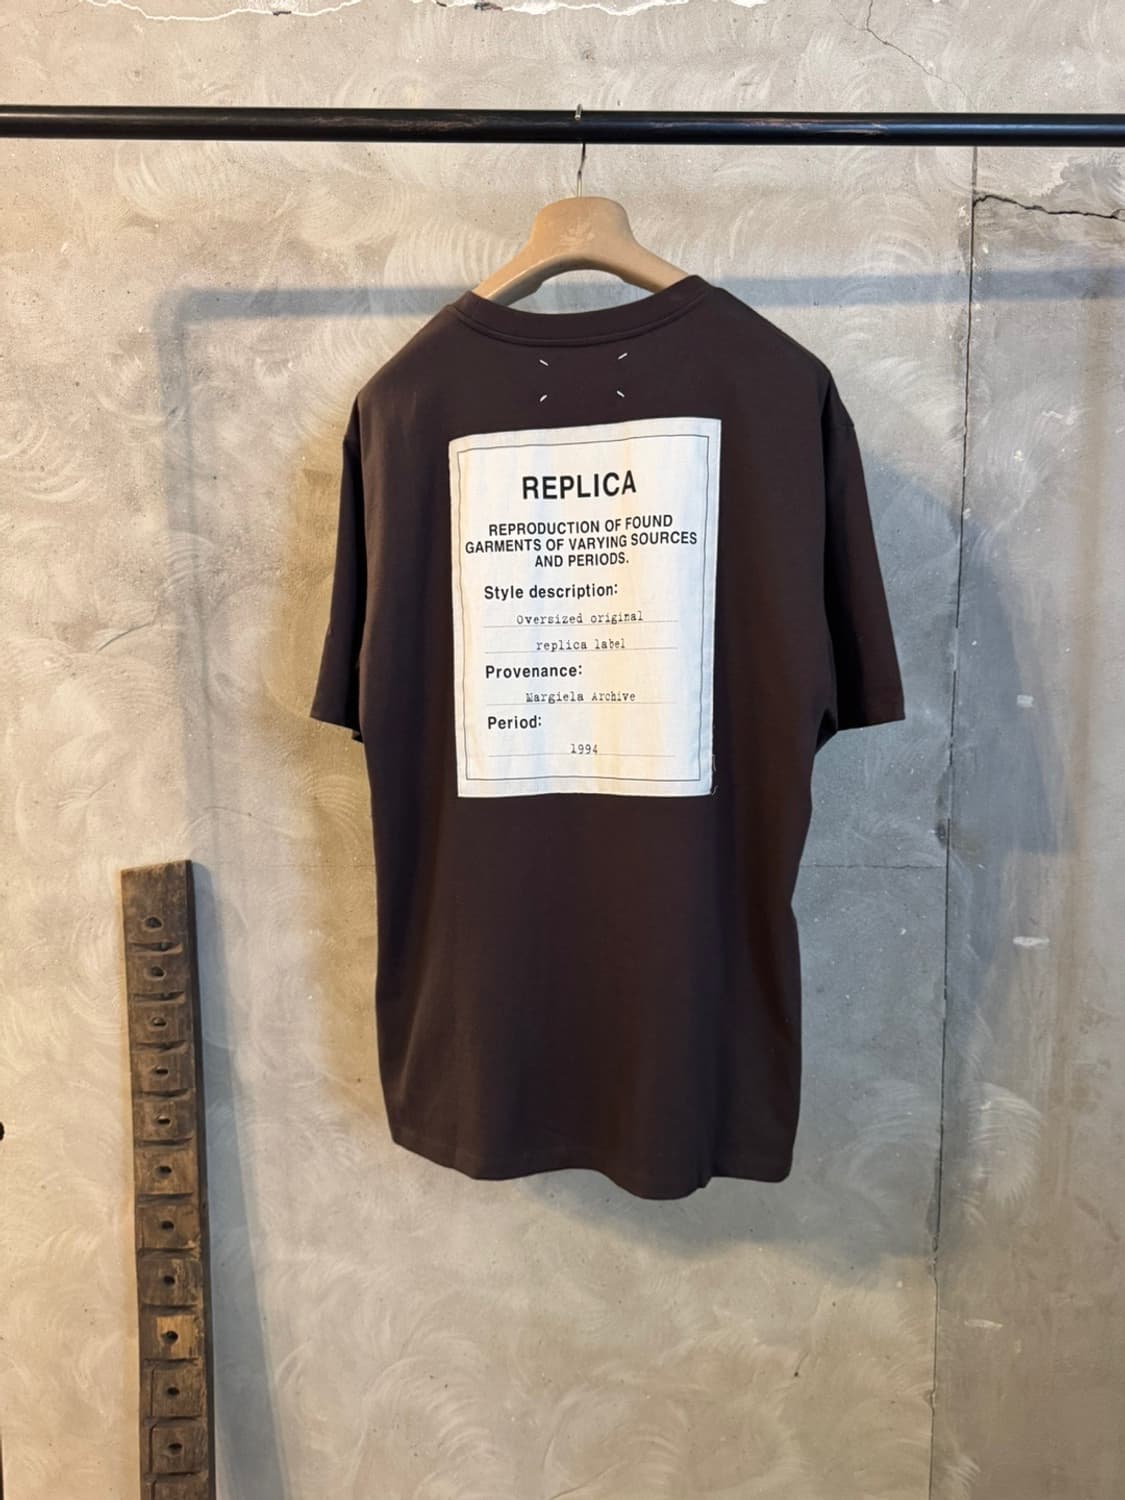 REPLICA
REPRODUCTION OF FOUND
GARMENTS OF VARYING SOURCES
AND PERIODS.
Style description:
Oversized original
replica label
Provenance:
Margiela Archive
Period:
1994